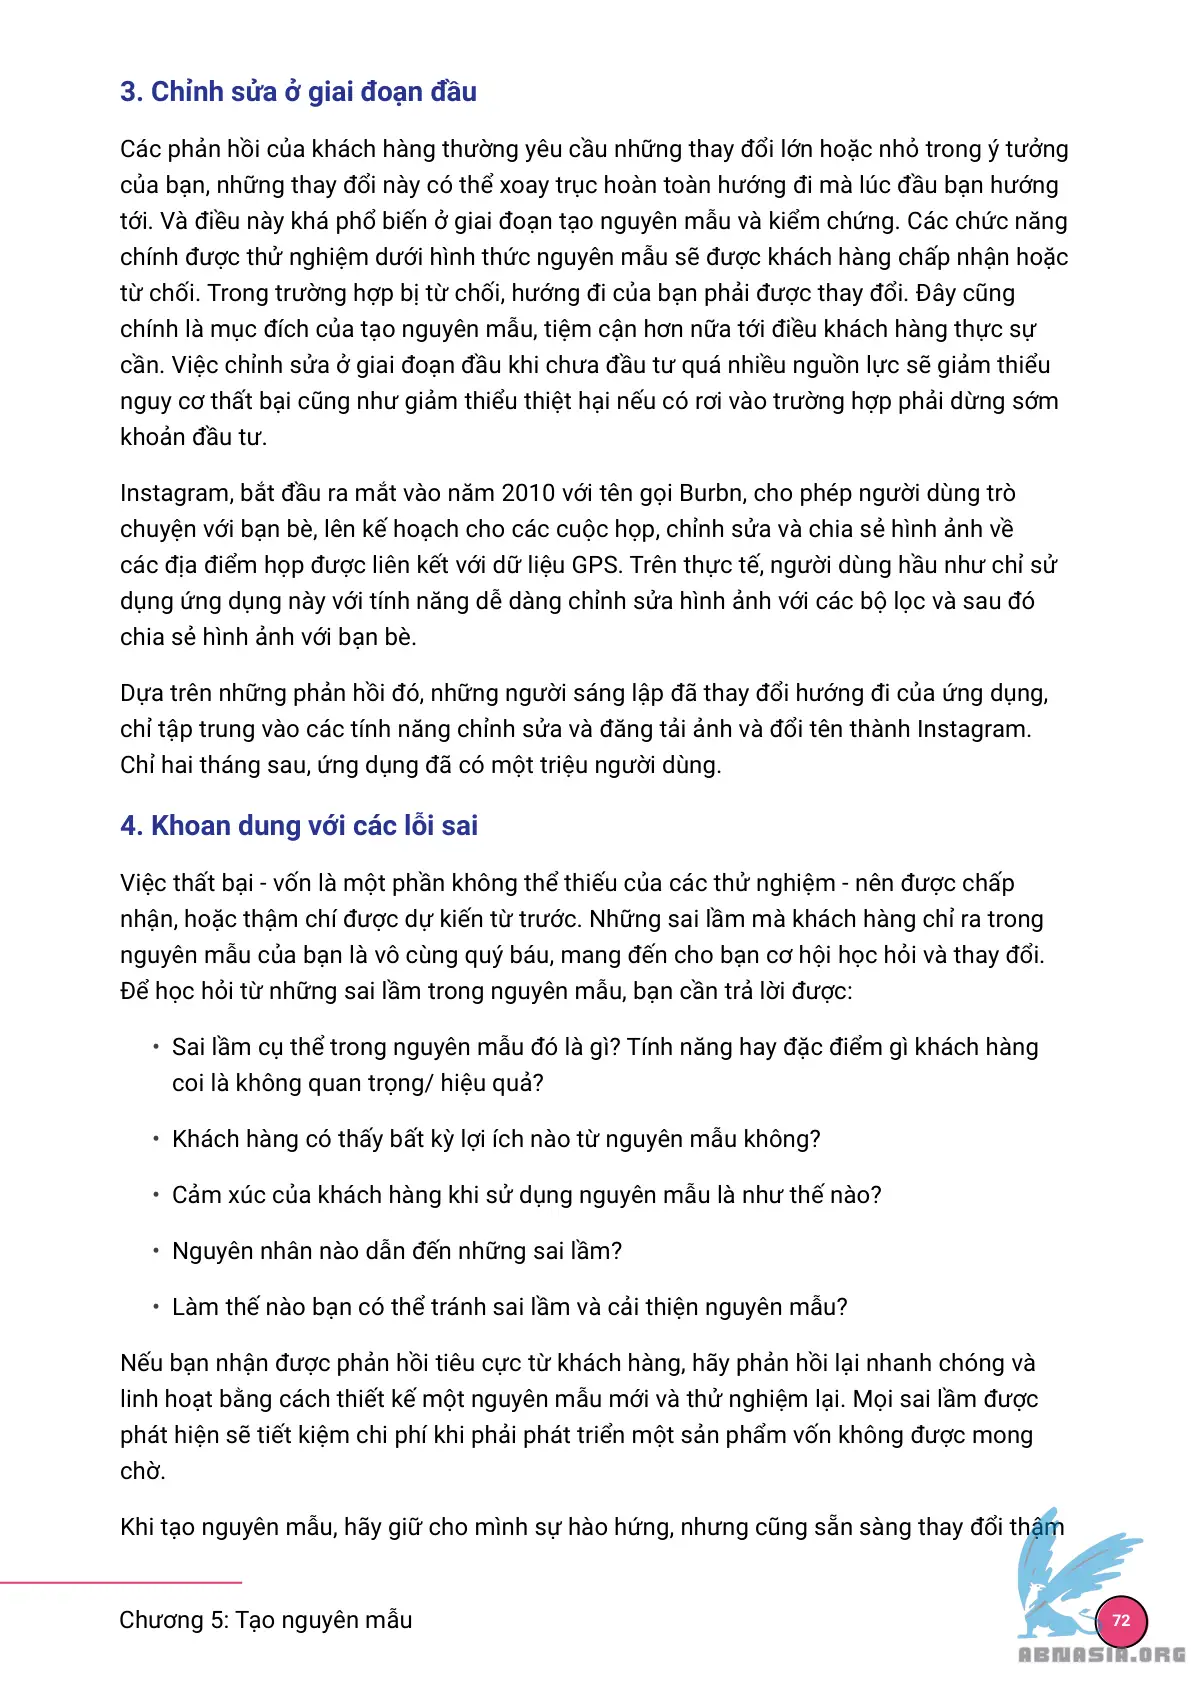 3. Chỉnh sửa ở giai đoạn đầu
Các phản hồi của khách hàng thường yêu cầu những thay đổi lớn hoặc nhỏ trong ý tưởng
của bạn, những thay đổi này có thể xoay trục hoàn toàn hướng đi mà lúc đầu bạn hướng
tới. Và điều này khá phổ biến ở giai đoạn tạo nguyên mẫu và kiểm chứng. Các chức năng
chính được thử nghiệm dưới hình thức nguyên mẫu sẽ được khách hàng chấp nhận hoặc
từ chối. Trong trường hợp bị từ chối, hướng đi của bạn phải được thay đổi. Đây cũng
chính là mục đích của tạo nguyên mẫu, tiệm cận hơn nữa tới điều khách hàng thực sự
cần. Việc chỉnh sửa ở giai đoạn đầu khi chưa đầu tư quá nhiều nguồn lực sẽ giảm thiểu
nguy cơ thất bại cũng như giảm thiểu thiệt hại nếu có rơi vào trường hợp phải dừng sớm
khoản đầu tư.
Instagram, bắt đầu ra mắt vào năm 2010 với tên gọi Burbn, cho phép người dùng trò
chuyện với bạn bè, lên kế hoạch cho các cuộc họp, chỉnh sửa và chia sẻ hình ảnh về
các địa điểm họp được liên kết với dữ liệu GPS. Trên thực tế, người dùng hầu như chỉ sử
dụng ứng dụng này với tính năng dễ dàng chỉnh sửa hình ảnh với các bộ lọc và sau đó
chia sẻ hình ảnh với bạn bè.
Dựa trên những phản hồi đó, những người sáng lập đã thay đổi hướng đi của ứng dụng,
chỉ tập trung vào các tính năng chỉnh sửa và đăng tải ảnh và đổi tên thành Instagram.
Chỉ hai tháng sau, ứng dụng đã có một triệu người dùng.
4. Khoan dung với các lỗi sai
Việc thất bại - vốn là một phần không thể thiếu của các thử nghiệm - nên được chấp
nhận, hoặc thậm chí được dự kiến từ trước. Những sai lầm mà khách hàng chỉ ra trong
nguyên mẫu của bạn là vô cùng quý báu, mang đến cho bạn cơ hội học hỏi và thay đổi.
Để học hỏi từ những sai lầm trong nguyên mẫu, bạn cần trả lời được:
• Sai lầm cụ thể trong nguyên mẫu đó là gì? Tính năng hay đặc điểm gì khách hàng
coi là không quan trọng/ hiệu quả?
• Khách hàng có thấy bất kỳ lợi ích nào từ nguyên mẫu không?
• Cảm xúc của khách hàng khi sử dụng nguyên mẫu là như thế nào?
• Nguyên nhân nào dẫn đến những sai lầm?
• Làm thế nào bạn có thể tránh sai lầm và cải thiện nguyên mẫu?
Nếu bạn nhận được phản hồi tiêu cực từ khách hàng, hãy phản hồi lại nhanh chóng và
linh hoạt bằng cách thiết kế một nguyên mẫu mới và thử nghiệm lại. Mọi sai lầm được
phát hiện sẽ tiết kiệm chi phí khi phải phát triển một sản phẩm vốn không được mong
chờ.
Khi tạo nguyên mẫu, hãy giữ cho mình sự hào hứng, nhưng cũng sẵn sàng thay đổi thậm
Chương 5: Tạo nguyên mẫu
72
ABNASIA.ORG